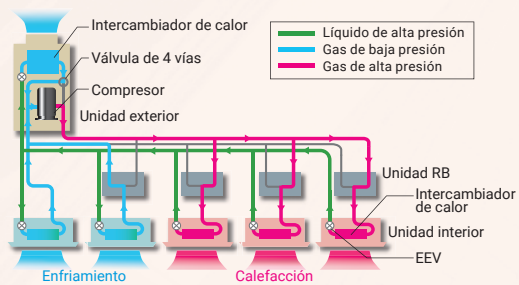 Intercambiador de calor
Válvula de 4 vías
Compresor
Unidad exterior
Líquido de alta presión
Gas de baja presión
Gas de alta presión
Unidad RB
Intercambiador
de calor
Unidad interior
EEV
Enfriamiento
Calefacción